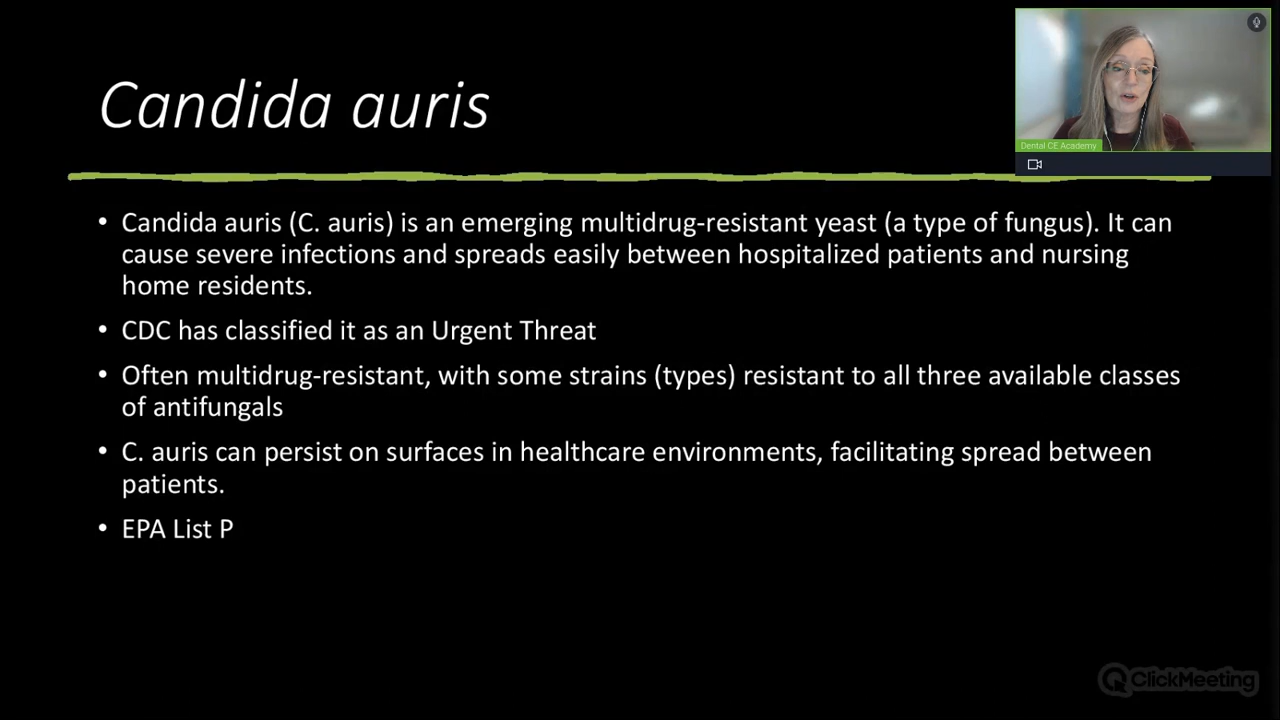 Candida auris
Dental CE Academy
• Candida auris (C. auris) is an emerging multidrug-resistant yeast (a type of fungus). It can
cause severe infections and spreads easily between hospitalized patients and nursing
home residents.
• CDC has classified it as an Urgent Threat
• Often multidrug-resistant, with some strains (types) resistant to all three available classes
of antifungals
• C. auris can persist on surfaces in healthcare environments, facilitating spread between
patients.
• EPA List P
ClickMeeting